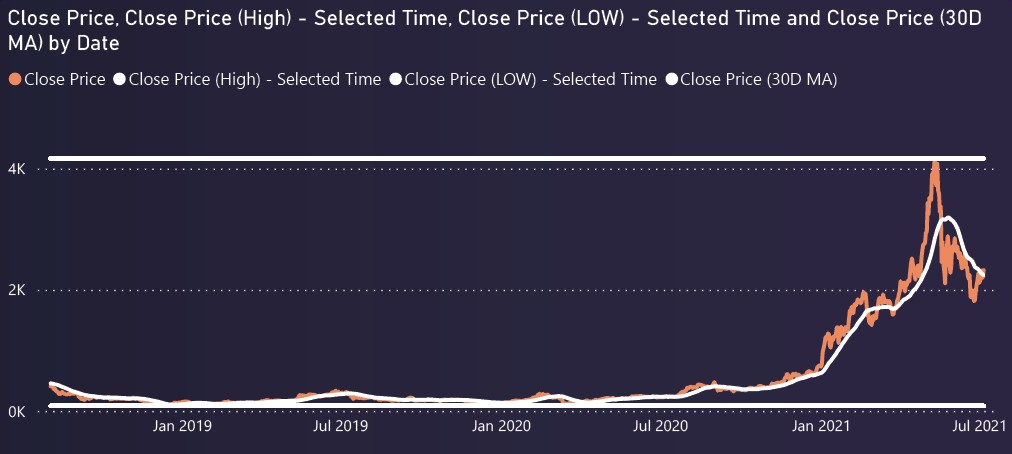 Close Price, Close Price (High) - Selected Time, Close Price (LOW) - Selected Time and Close Price (30D
MA) by Date
Close Price Close Price (High) - Selected Time Close Price (LOW) - Selected Time Close Price (30D MA)
4K
2K
0K
Jan 2019 Jul 2019 Jan 2020 Jul 2020 Jan 2021 Jul 2021